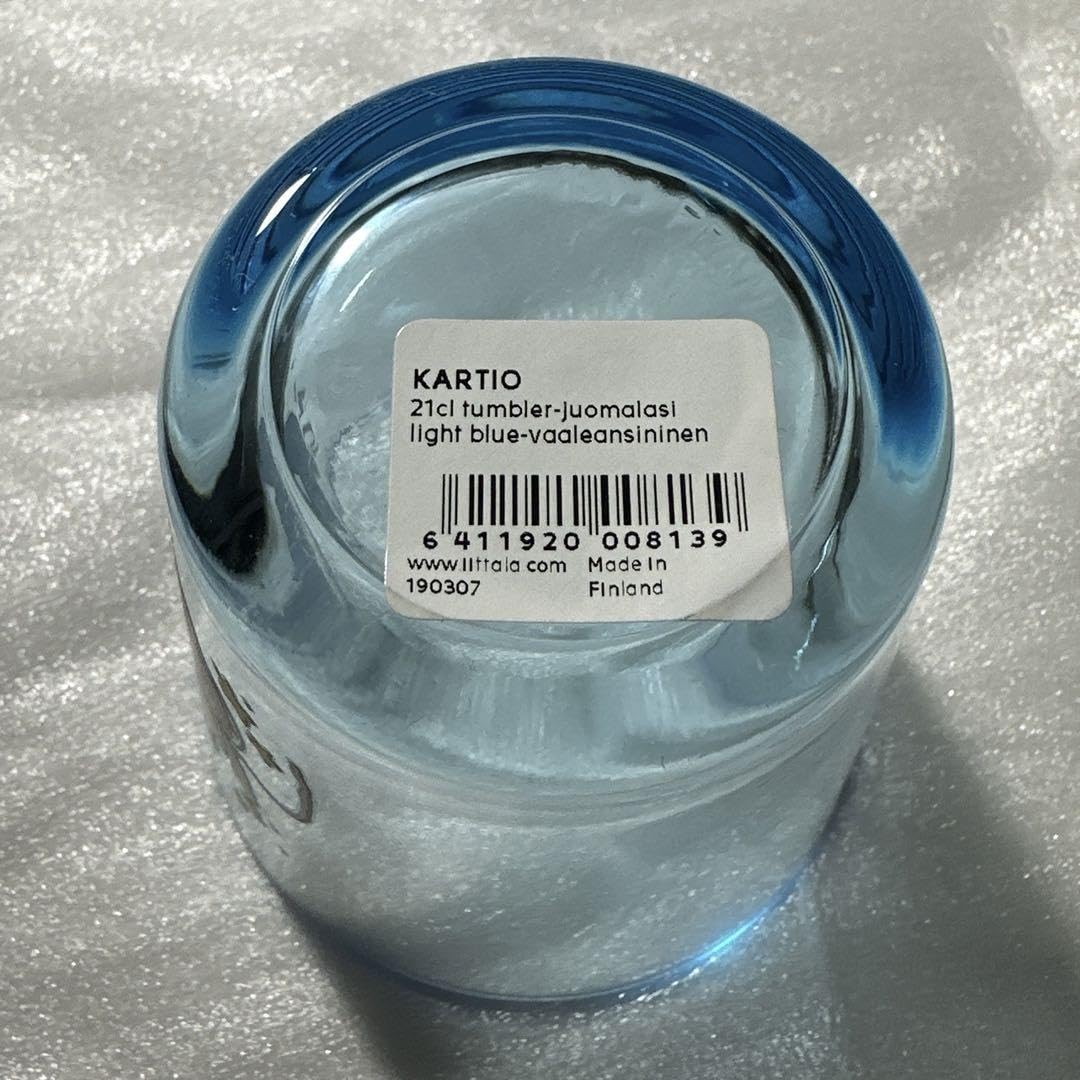 KARTIO
21cl tumbler-juomalasi
light blue-vaaleansininen
6 411920 008139
www.iittala.com Made in
190307 Finland